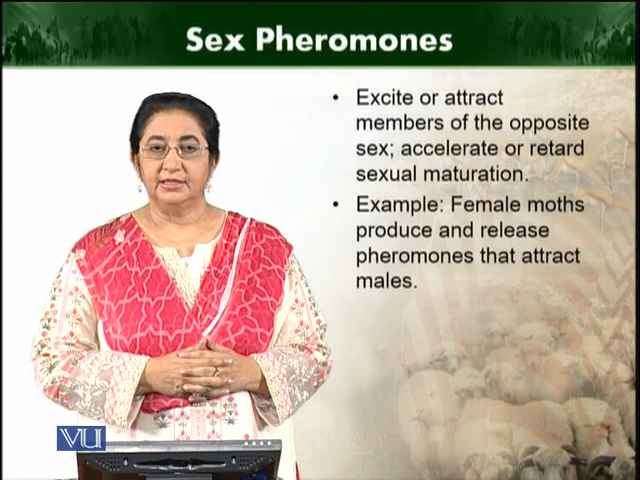 Sex Pheromones
• Excite or attract
members of the opposite
sex; accelerate or retard
sexual maturation.
• Example: Female moths
produce and release
pheromones that attract
males.
VU